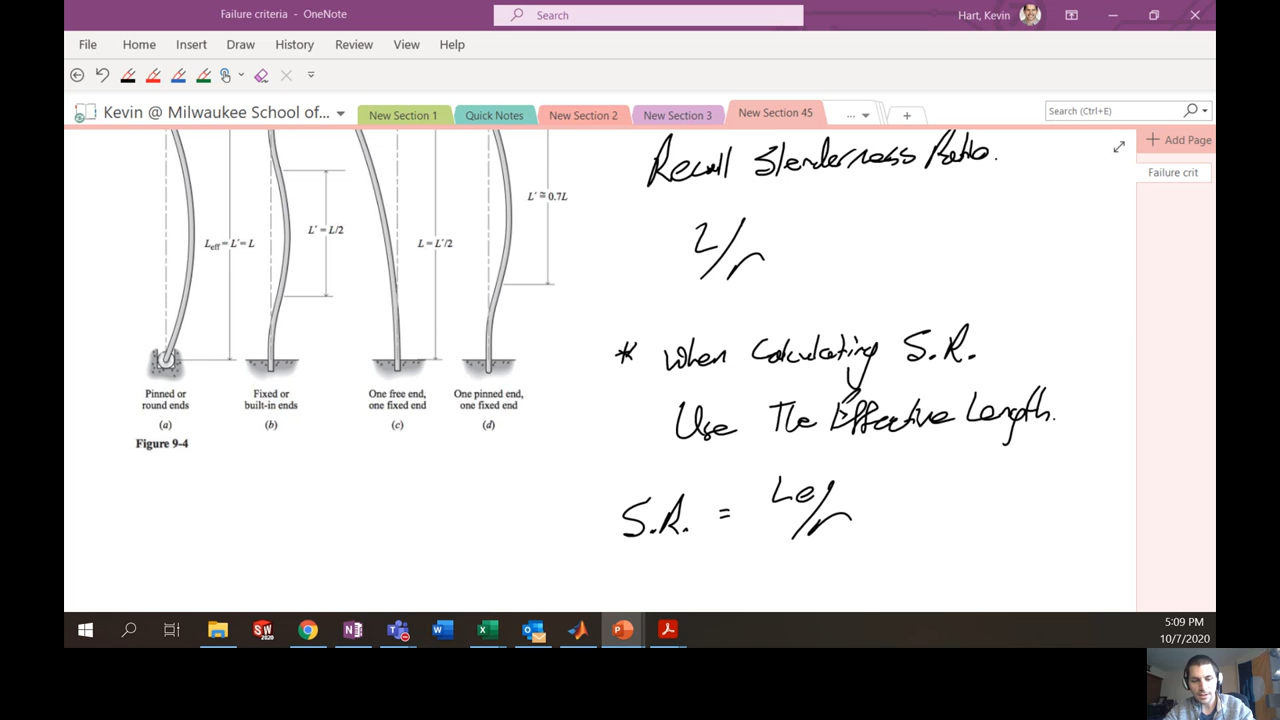 Failure criteria - OneNote
Search
Hart, Kevin
File Home Insert Draw History Review View Help
Kevin @ Milwaukee School of...
New Section 1
Quick Notes
New Section 2
New Section 3
New Section 45
...
Search (Ctrl+E)
Add Page
Failure crit
Recall Slenderness Ratio.
L/r
* When Calculating S.R.
Use The Effective Length.
S.R. = Le/r
Leff = L′ = L
L′ = L/2
L = L′/2
L′ ≅ 0.7L
Pinned or
round ends
(a)
Fixed or
built-in ends
(b)
One free end,
one fixed end
(c)
One pinned end,
one fixed end
(d)
Figure 9-4
SW
2020
5:09 PM
10/7/2020